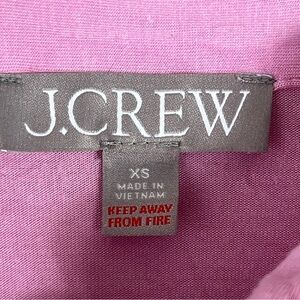 J.CREW
XS
MADE IN
VIETNAM
KEEP AWAY
FROM FIRE